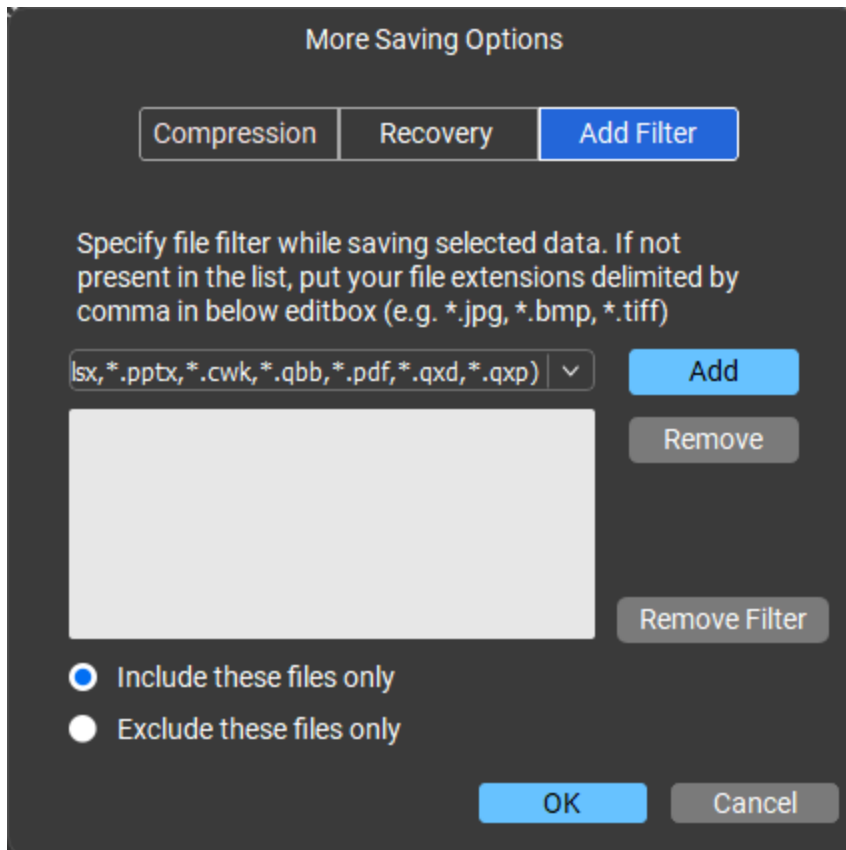 More Saving Options
Compression Recovery Add Filter
Specify file filter while saving selected data. If not
present in the list, put your file extensions delimited by
comma in below editbox (e.g. *.jpg, *.bmp, *.tiff)
lsx,*.pptx,*.cwk,*.qbb,*.pdf,*.qxd,*.qxp) Add
Remove
Remove Filter
Include these files only
Exclude these files only
OK Cancel